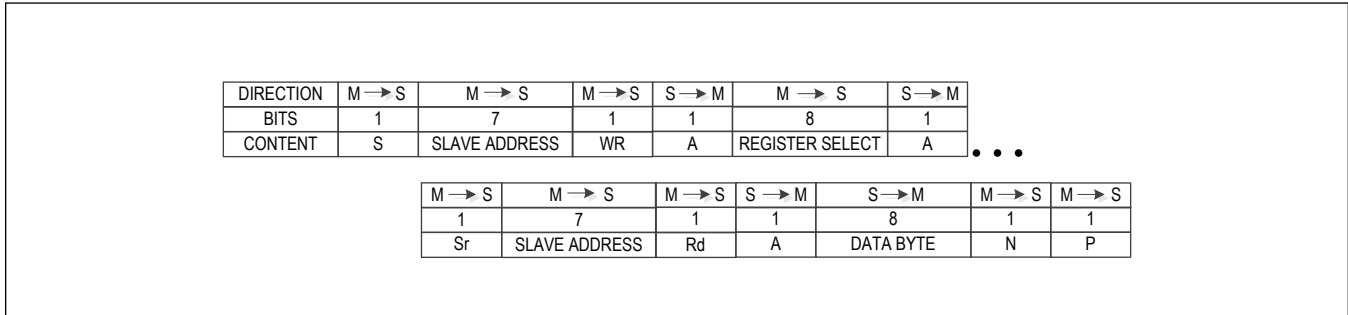 DIRECTION M → S M → S M → S S → M M → S S → M
BITS 1 7 1 1 8 1
CONTENT S SLAVE ADDRESS WR A REGISTER SELECT A • • •
M → S M → S M → S S → M S → M M → S M → S
1 7 1 1 8 1 1
Sr SLAVE ADDRESS Rd A DATA BYTE N P